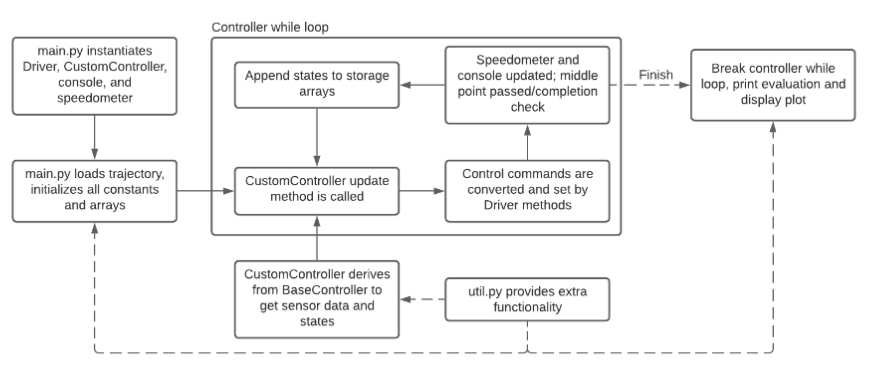 Controller while loop
main.py instantiates
Driver, CustomController,
console, and
speedometer
Append states to storage
arrays
Speedometer and
console updated; middle
point passed/completion
check
Finish
Break controller while
loop, print evaluation and
display plot
main.py loads trajectory,
initializes all constants
and arrays
CustomController update
method is called
Control commands are
converted and set by
Driver methods
CustomController derives
from BaseController to
get sensor data and
states
util.py provides extra
functionality